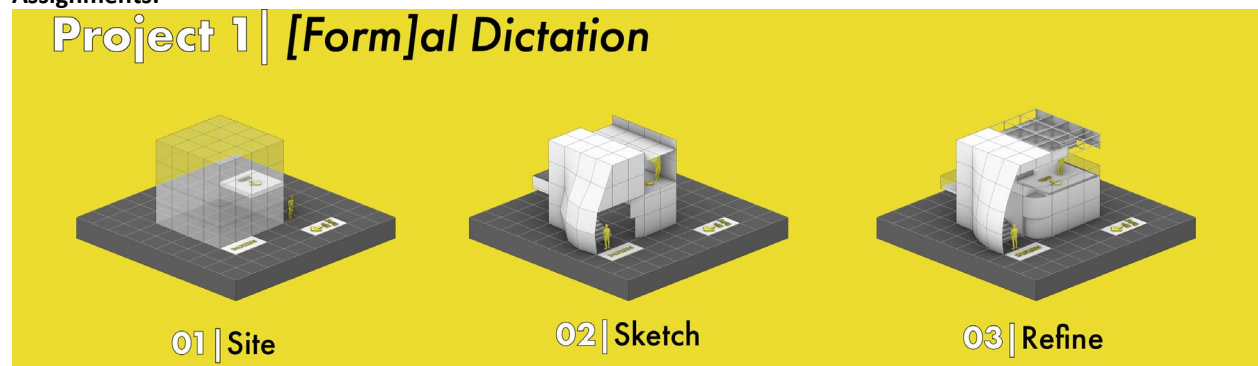 Assignments:
Project 1| [Form]al Dictation
01|Site
02|Sketch
03|Refine